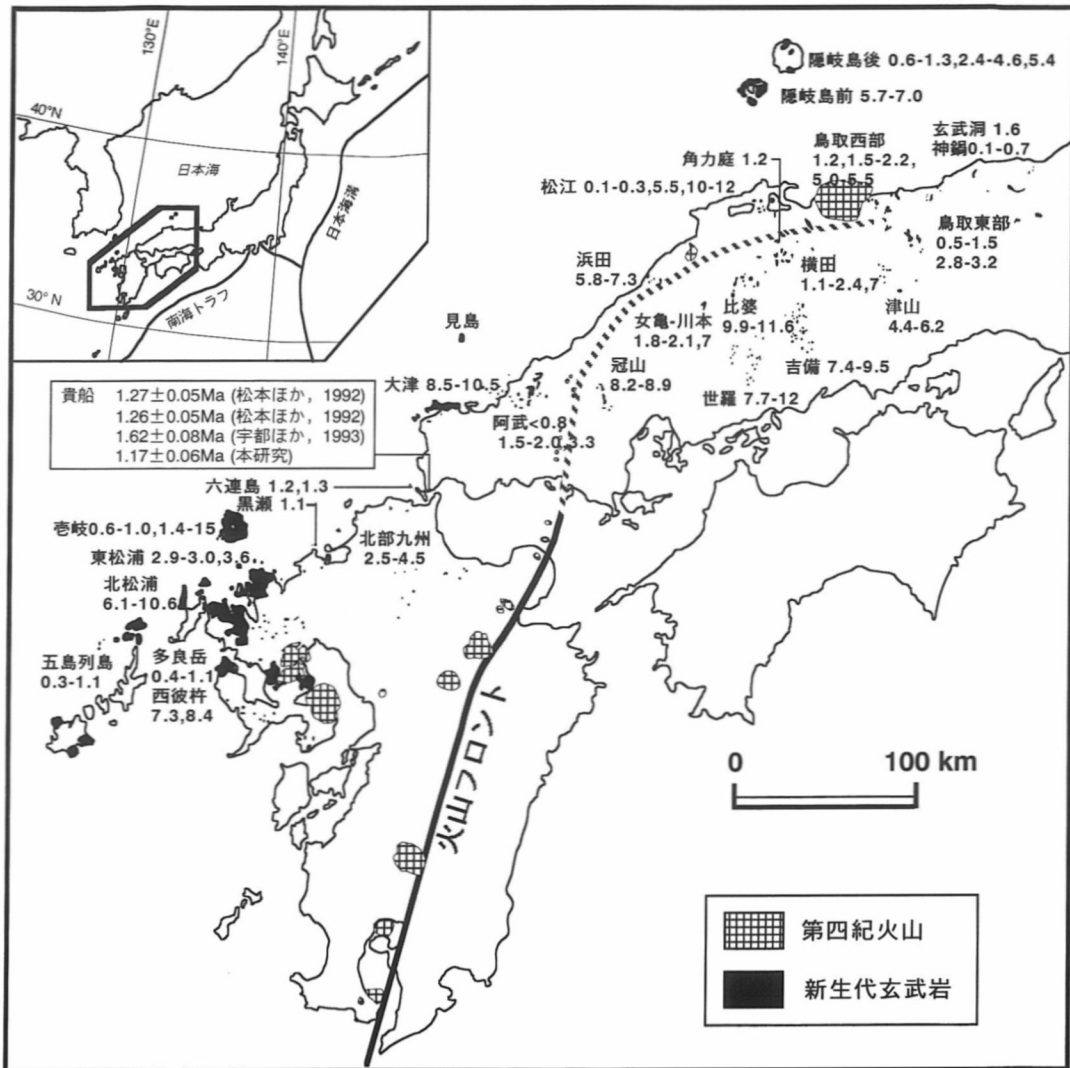 130°E
140°E
40°N
日本海
日本海溝
30°N
南海トラフ
隠岐島後 0.6-1.3,2.4-4.6,5.4
隠岐島前 5.7-7.0
玄武洞 1.6
神鍋0.1-0.7
鳥取西部
1.2,1.5-2.2,
5.0-5.5
角力庭 1.2
松江 0.1-0.3,5.5,10-12
鳥取東部
0.5-1.5
2.8-3.2
浜田
5.8-7.3
横田
1.1-2.4,7
見島
女亀-川本
1.8-2.1,7
比婆
9.9-11.6
津山
4.4-6.2
冠山
8.2-8.9
吉備 7.4-9.5
大津 8.5-10.5
世羅 7.7-12
阿武<0.8
1.5-2.0,3.3
貴船 1.27±0.05Ma (松本ほか，1992)
1.26±0.05Ma (松本ほか，1992)
1.62±0.08Ma (宇都ほか，1993)
1.17±0.06Ma (本研究)
六連島 1.2,1.3
黒瀬 1.1
壱岐0.6-1.0,1.4-15
北部九州
2.5-4.5
東松浦 2.9-3.0,3.6
北松浦
6.1-10.6
五島列島
0.3-1.1
多良岳
0.4-1.1
西彼杵
7.3,8.4
火山フロント
0 100 km
第四紀火山
新生代玄武岩